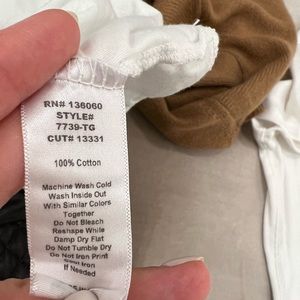 RN# 136060
STYLE#
7739-TG
CUT# 13331
100% Cotton
Machine Wash Cold
Wash Inside Out
With Similar Colors
Together
Do Not Bleach
Reshape While
Damp Dry Flat
Do Not Tumble Dry
Do Not Iron Print
Iron
If Needed